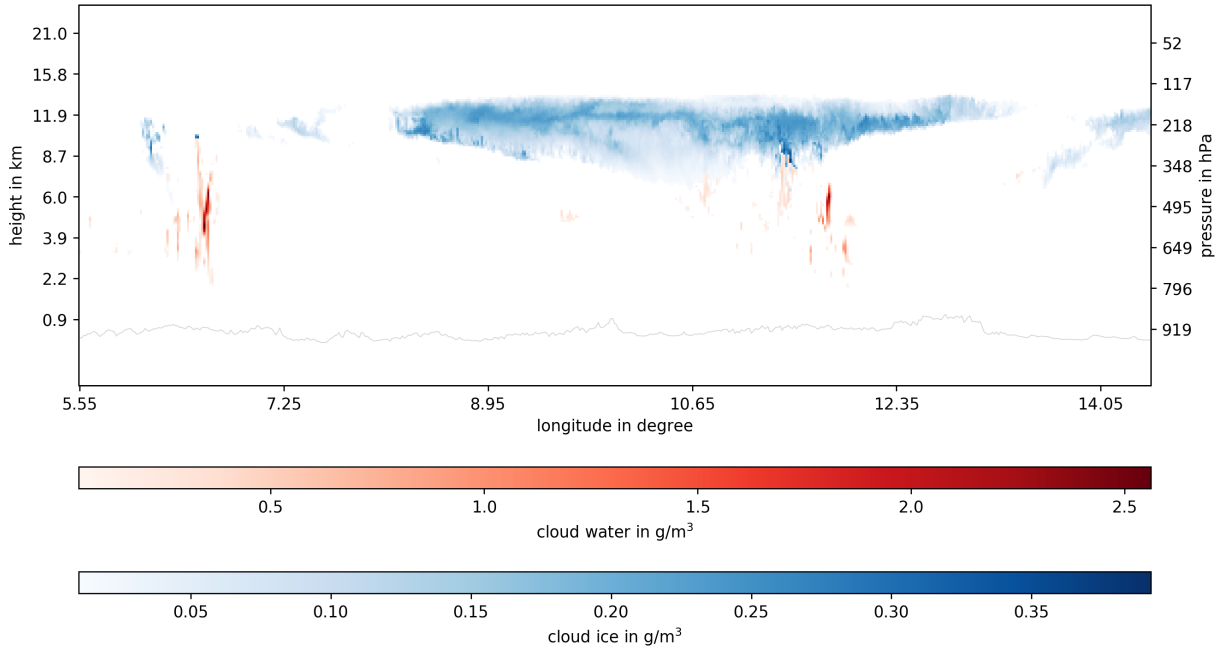 21.0
15.8
11.9
8.7
6.0
3.9
2.2
0.9
height in km
52
117
218
348
495
649
796
919
pressure in hPa
5.55 7.25 8.95 10.65 12.35 14.05
longitude in degree
0.5 1.0 1.5 2.0 2.5
cloud water in g/m³
0.05 0.10 0.15 0.20 0.25 0.30 0.35
cloud ice in g/m³